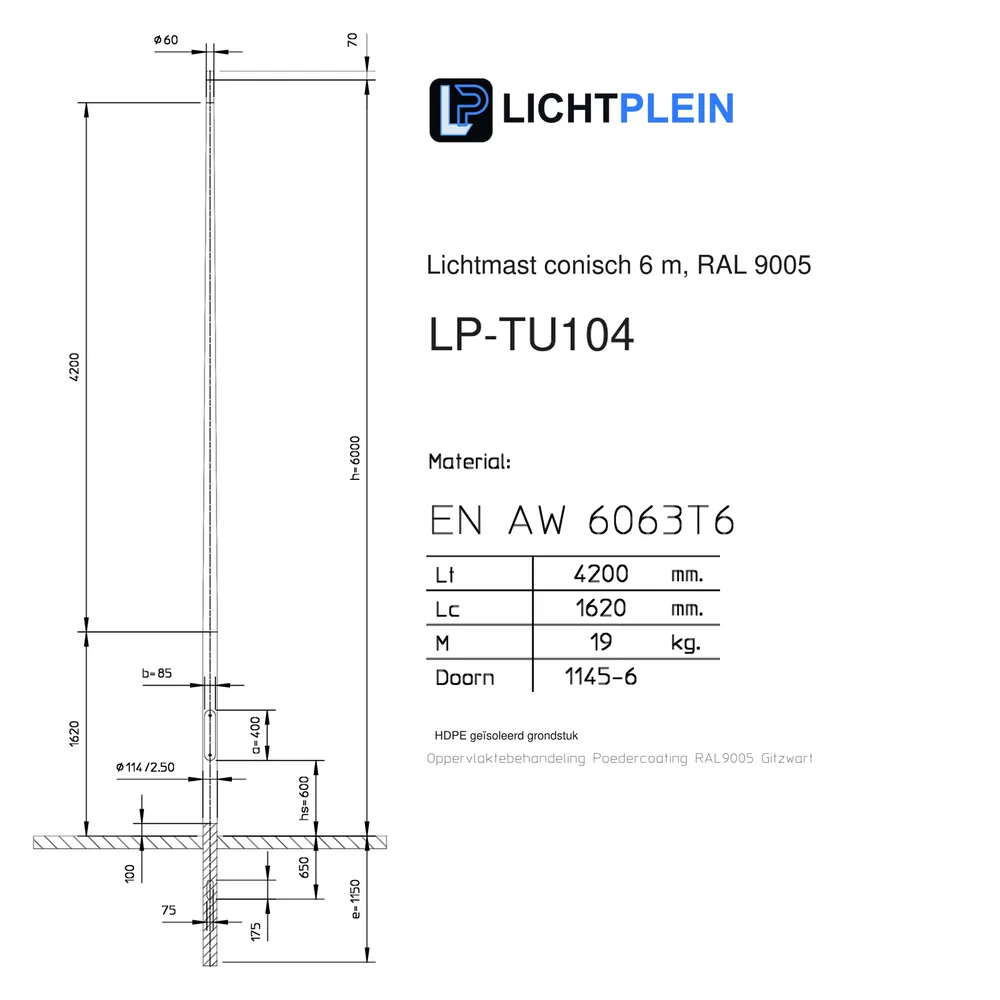 ø60
70
LP LICHTPLEIN
Lichtmast conisch 6 m, RAL 9005
LP-TU104
4200
h=6000
Material:
EN AW 6063T6
Lt 4200 mm.
Lc 1620 mm.
M 19 kg.
Doorn 1145-6
b=85
1620
a=400
HDPE geïsoleerd grondstuk
Oppervlaktebehandeling Poedercoating RAL9005 Gitzwart
ø114/2.50
hs=600
100
650
e=1150
75
175